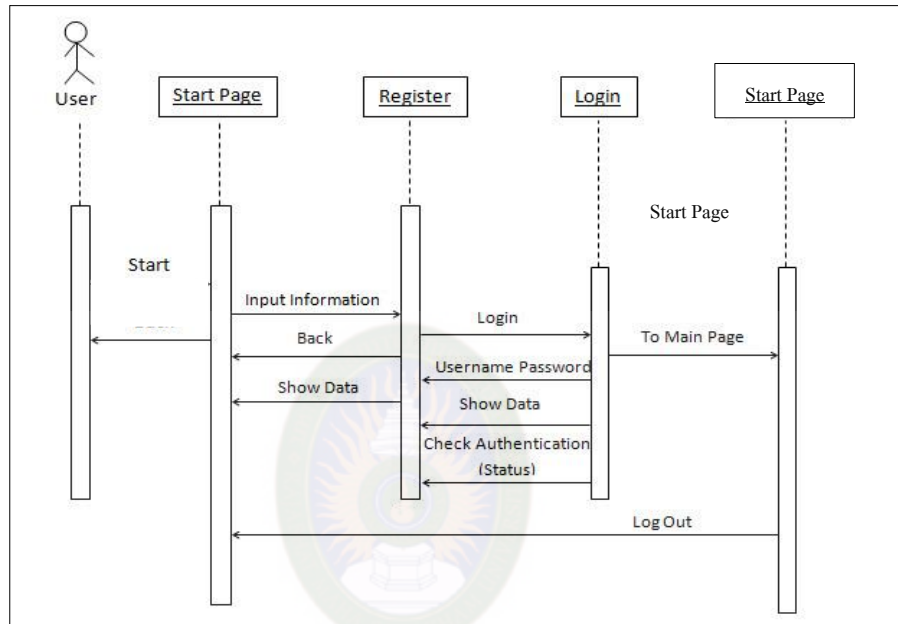 User
Start Page
Register
Login
Start Page
Start Page
Start
Input Information
Login
Back
To Main Page
Username Password
Show Data
Show Data
Check Authentication
(Status)
Log Out